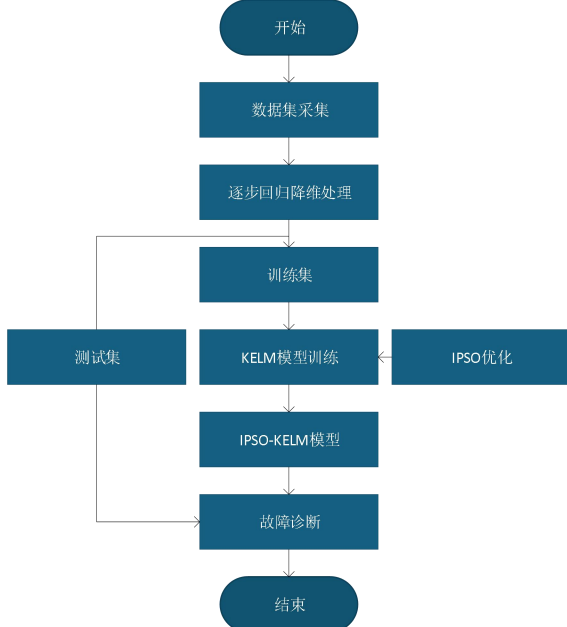 开始
数据集采集
逐步回归降维处理
训练集
测试集
KELM模型训练
IPSO优化
IPSO-KELM模型
故障诊断
结束